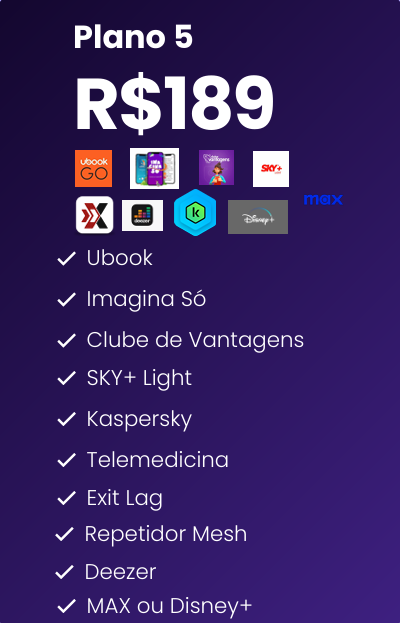 Plano 5
R$189
ubook
GO
vantagens
SKY+
deezer
Disney+
max
Ubook
Imagina Só
Clube de Vantagens
SKY+ Light
Kaspersky
Telemedicina
Exit Lag
Repetidor Mesh
Deezer
MAX ou Disney+